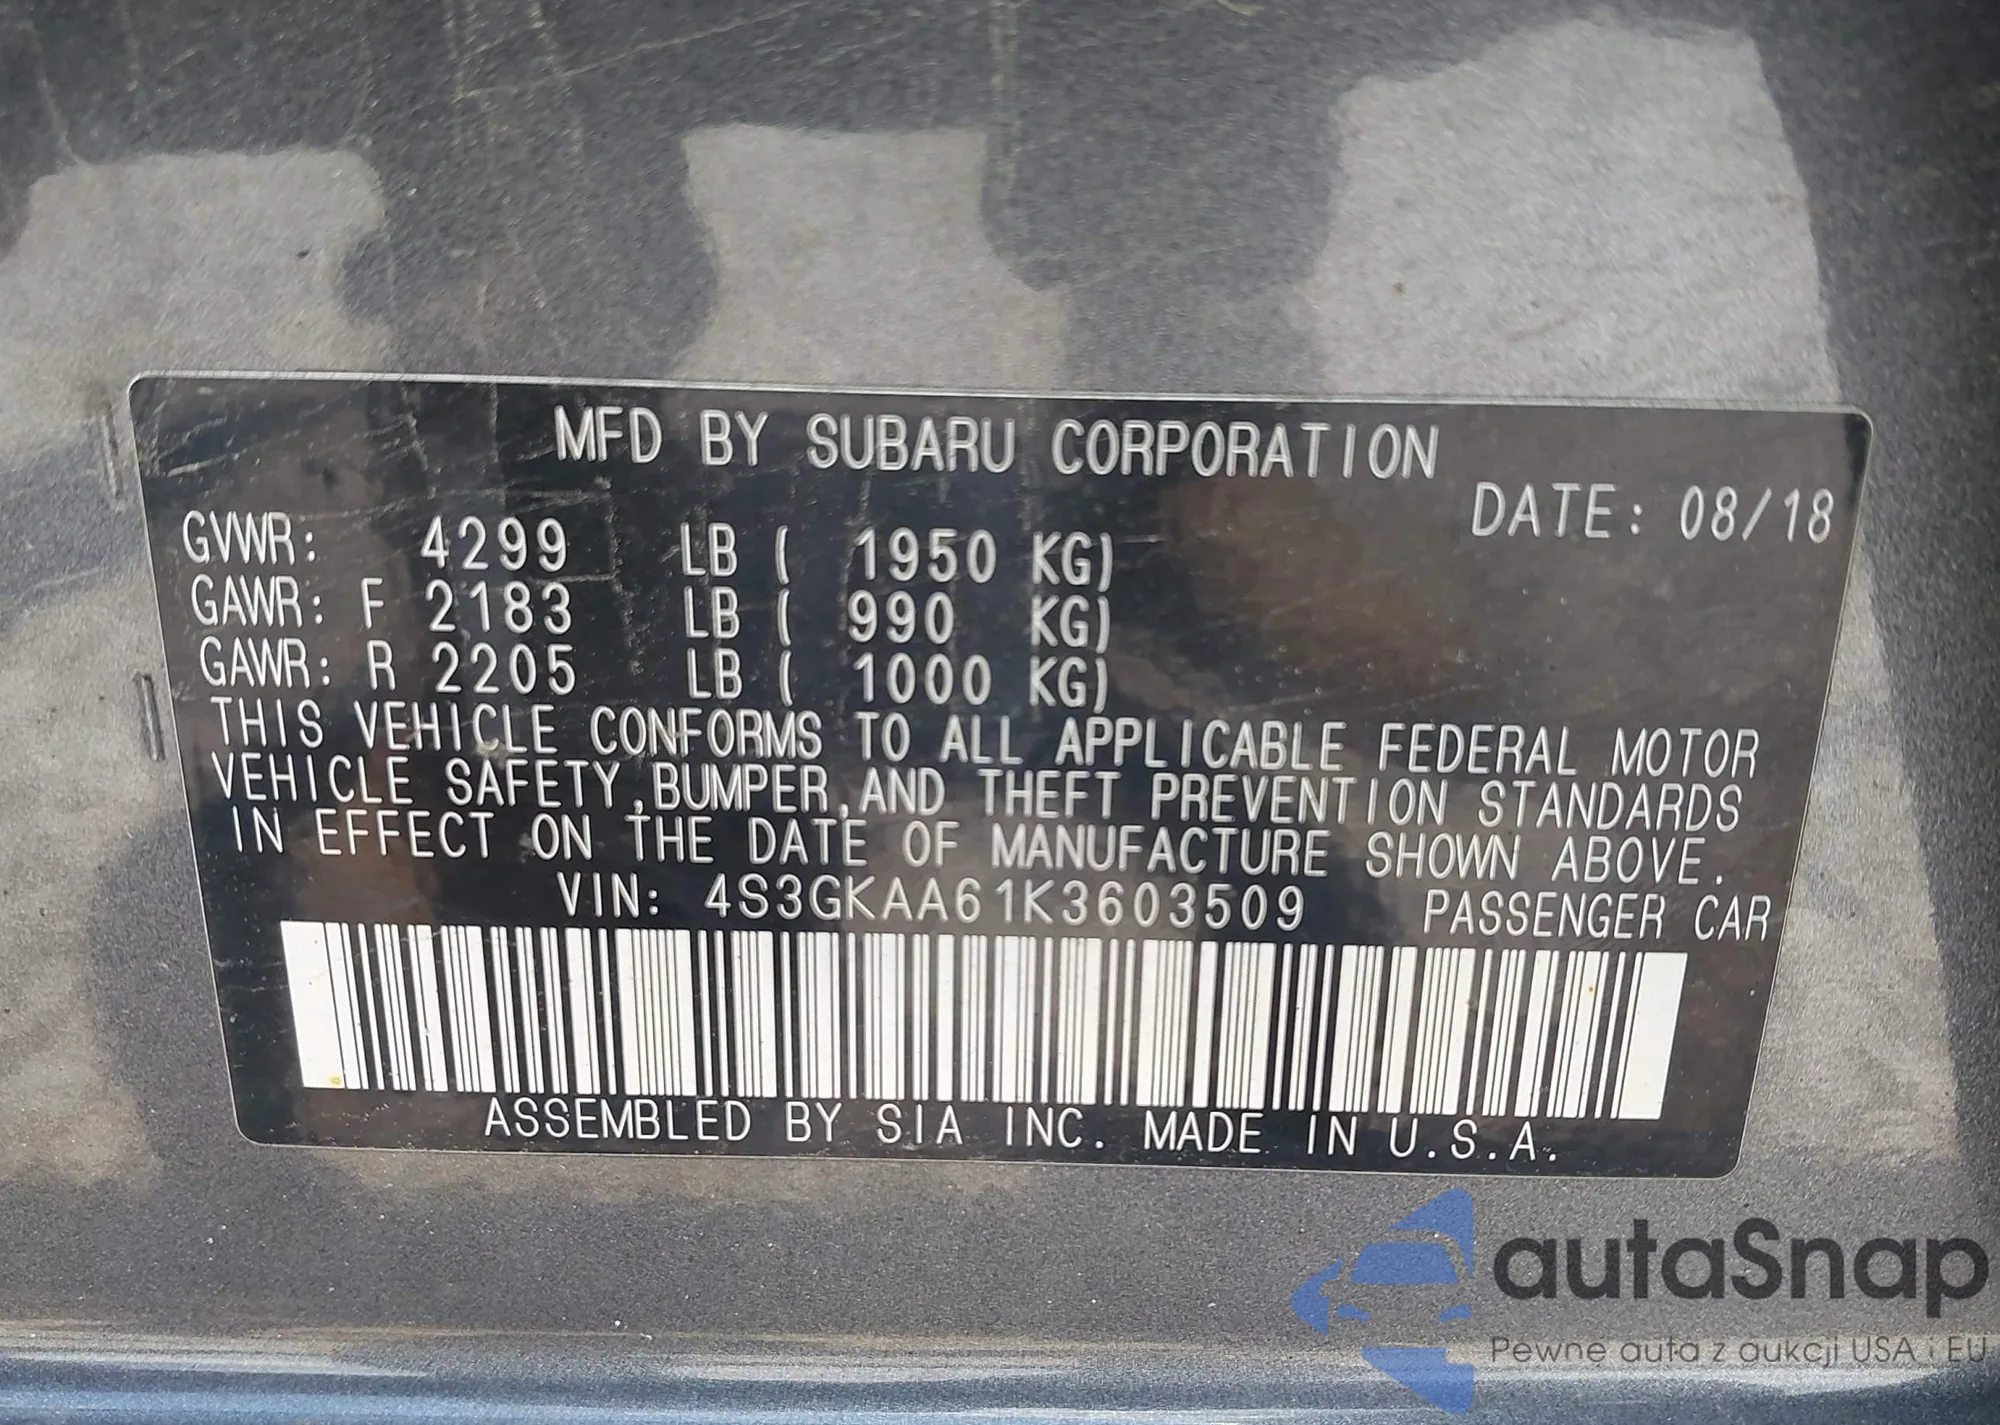 MFD BY SUBARU CORPORATION
DATE: 08/18
GVWR: 4299 LB ( 1950 KG)
GAWR: F 2183 LB ( 990 KG)
GAWR: R 2205 LB ( 1000 KG)
THIS VEHICLE CONFORMS TO ALL APPLICABLE FEDERAL MOTOR
VEHICLE SAFETY,BUMPER,AND THEFT PREVENTION STANDARDS
IN EFFECT ON THE DATE OF MANUFACTURE SHOWN ABOVE.
VIN: 4S3GKAA61K3603509 PASSENGER CAR
ASSEMBLED BY SIA INC. MADE IN U.S.A.
autaSnap
Pewne auta z aukcji USA i EU